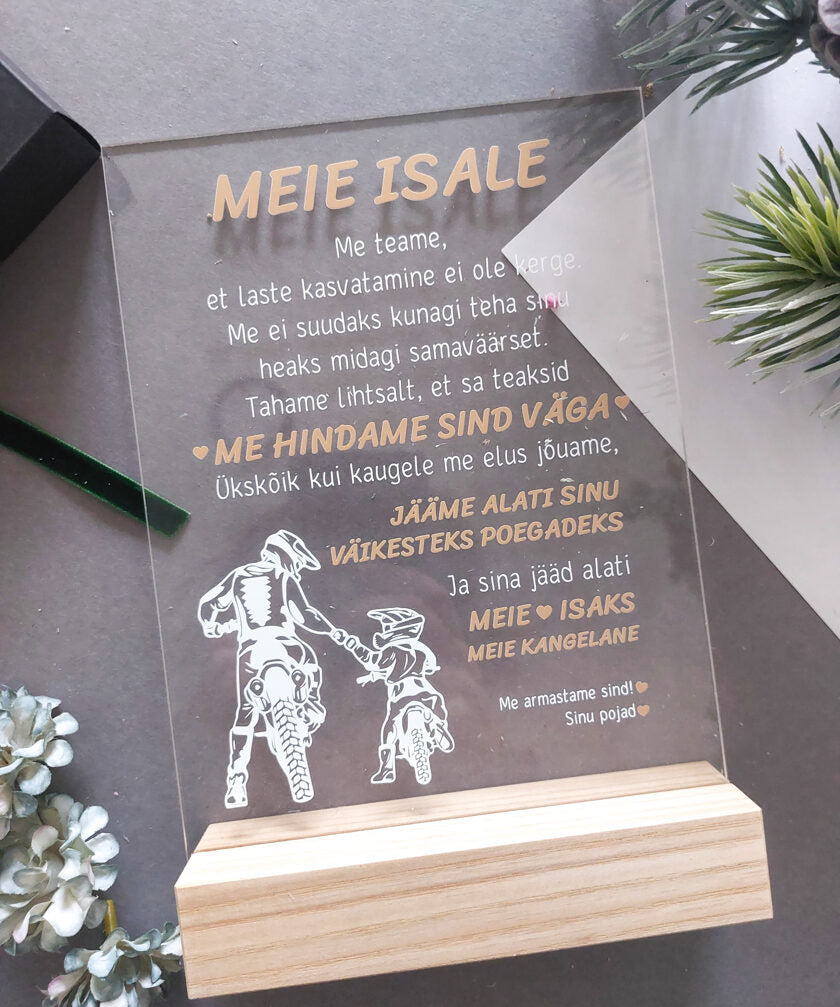 MEIE ISALE
Me teame,
et laste kasvatamine ei ole kerge.
Me ei suudaks kunagi teha sinu
heaks midagi samaväärset.
Tahame lihtsalt, et sa teaksid
ME HINDAME SIND VÄGA
Ükskõik kui kaugele me elus jõuame,
JÄÄME ALATI SINU
VÄIKESTEKS POEGADEKS
Ja sina jääd alati
MEIE ♥ ISAKS
MEIE KANGELANE
Me armastame sind!
Sinu pojad